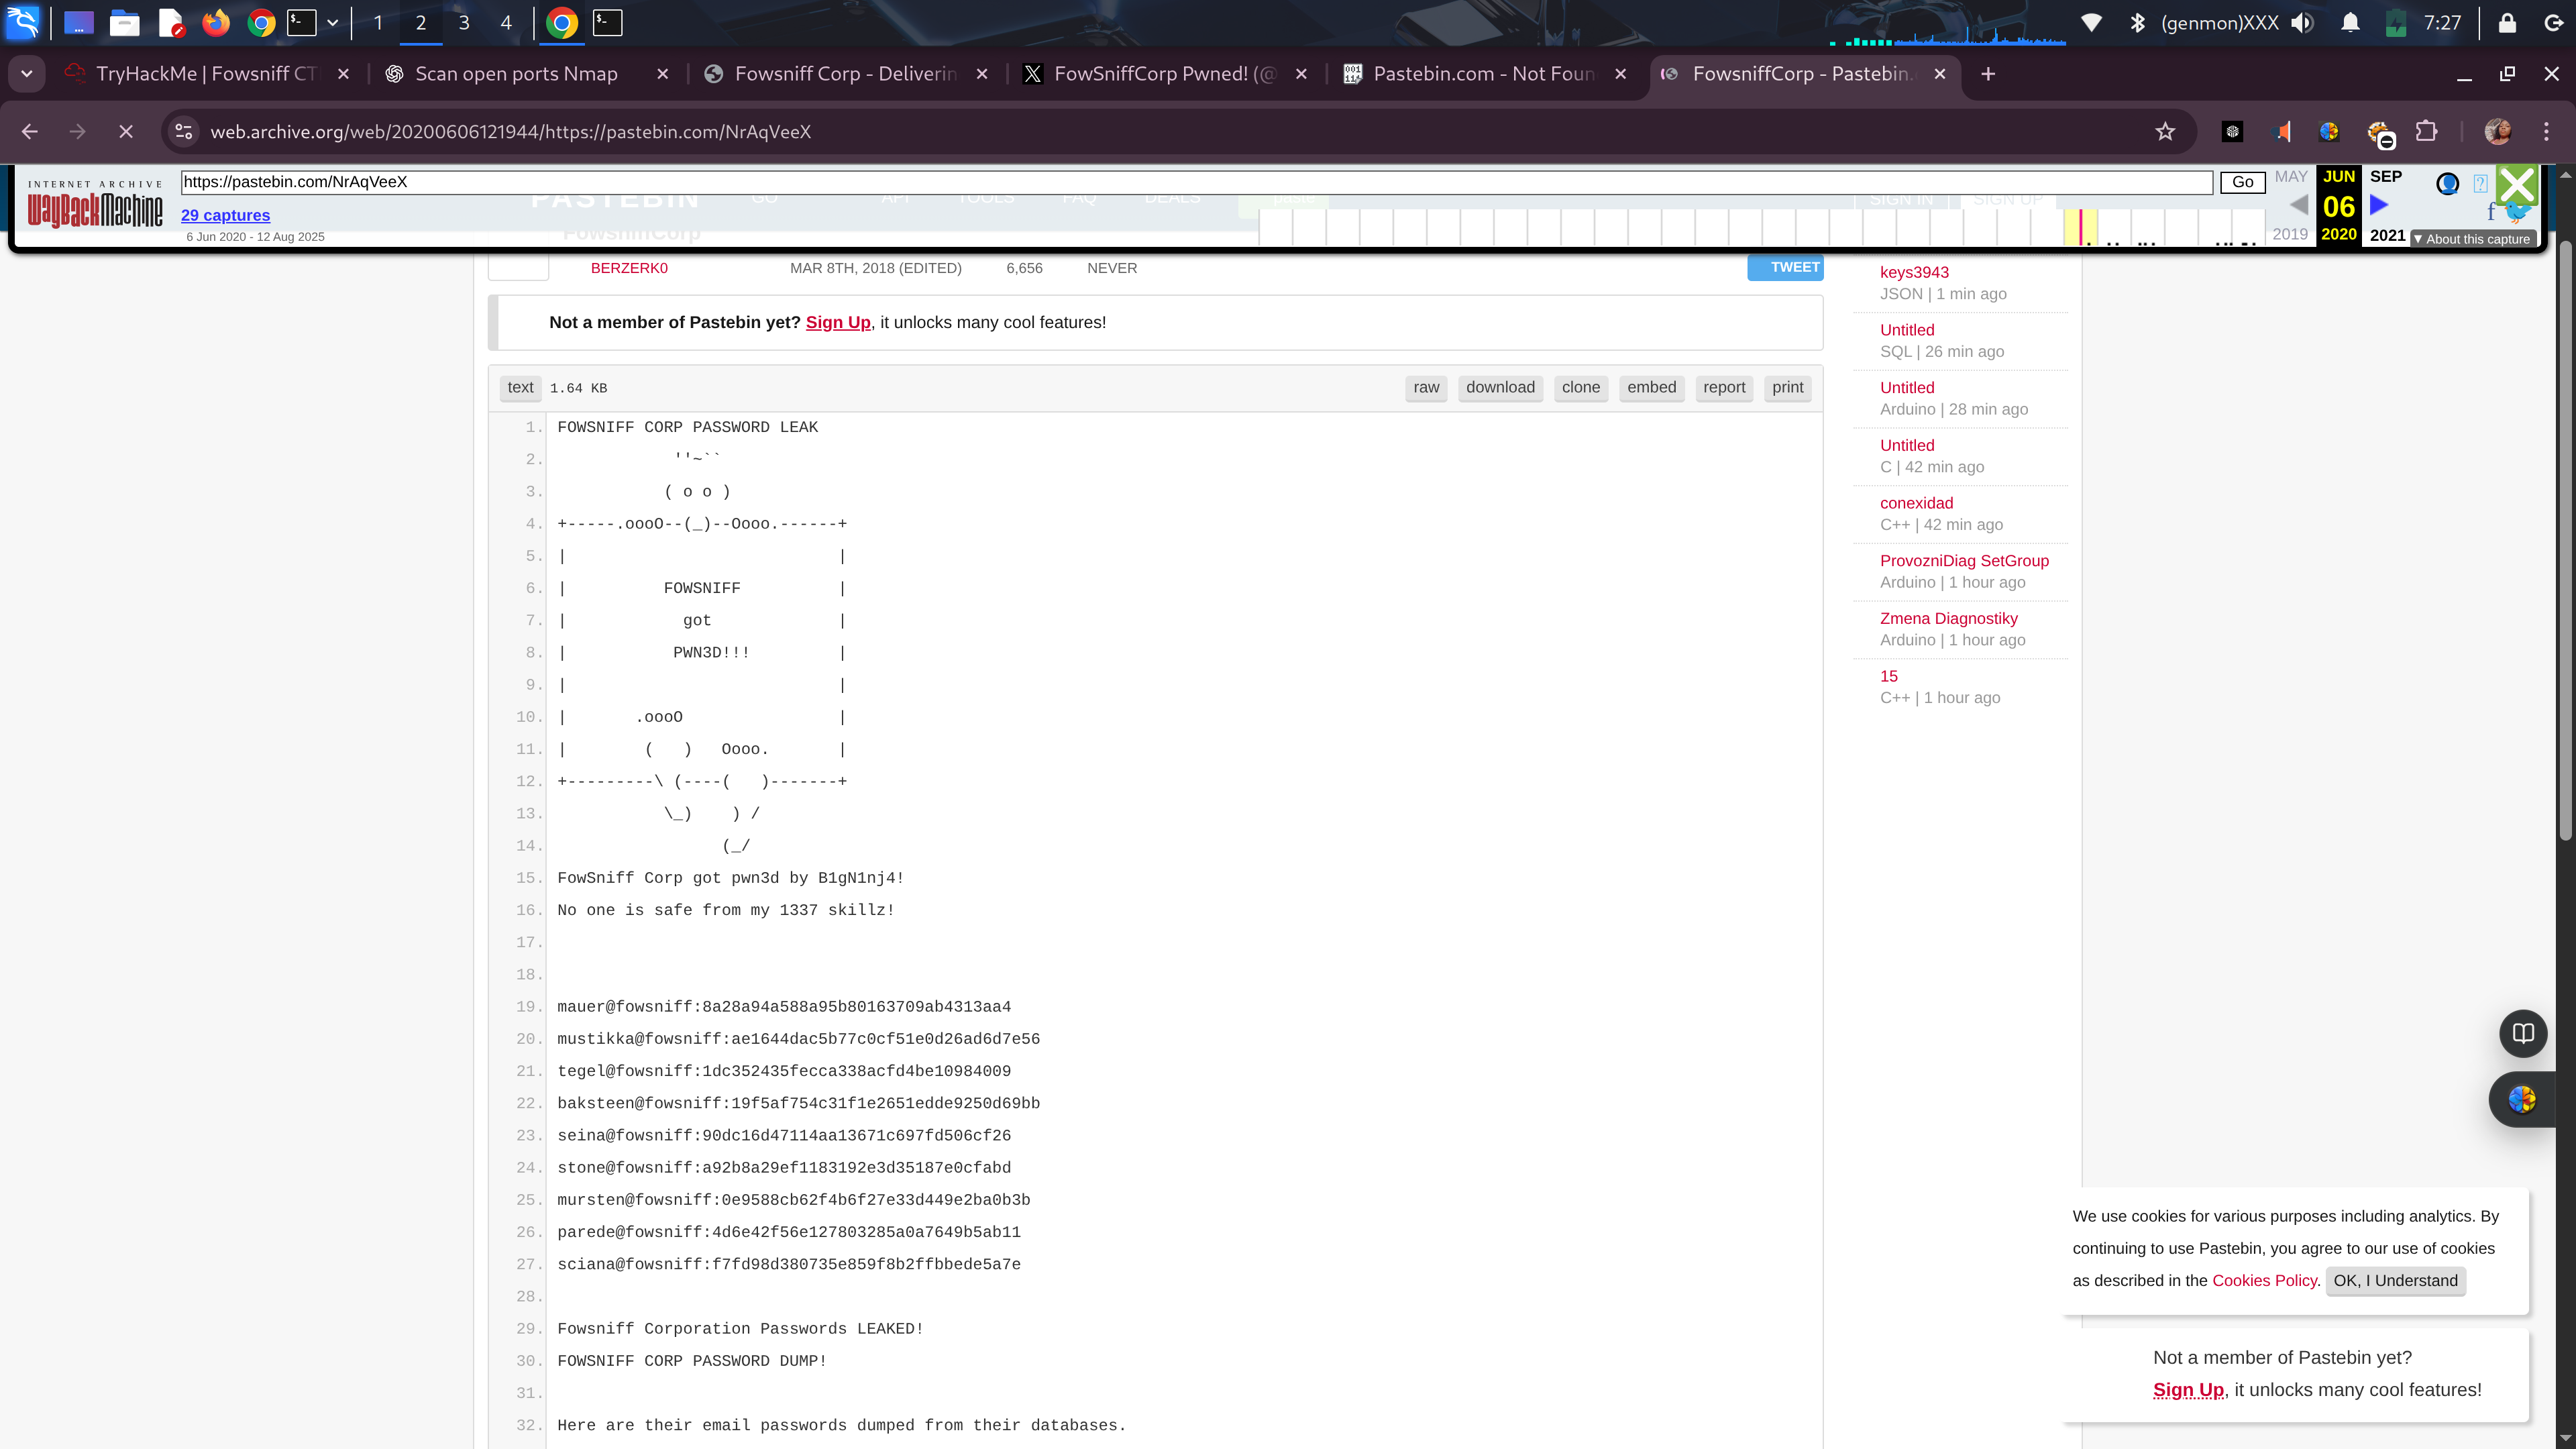 1 2 3 4 (genmon)XXX 7:27
TryHackMe | Fowsniff CT Scan open ports Nmap Fowsniff Corp - Deliverin FowSniffCorp Pwned! (@ Pastebin.com - Not Foun FowsniffCorp - Pastebin.
web.archive.org/web/20200606121944/https://pastebin.com/NrAqVeeX
INTERNET ARCHIVE
WayBackMachine
https://pastebin.com/NrAqVeeX
Go
MAY JUN SEP
29 captures
06
6 Jun 2020 - 12 Aug 2025
2019 2020 2021
▼ About this capture
PASTEBIN GO API TOOLS FAQ DEALS paste SIGN IN SIGN UP
FowsniffCorp
BERZERK0 MAR 8TH, 2018 (EDITED) 6,656 NEVER TWEET
Not a member of Pastebin yet? Sign Up, it unlocks many cool features!
text 1.64 KB raw download clone embed report print
1. FOWSNIFF CORP PASSWORD LEAK
2.             ''~``
3.            ( o o )
4. +-----.oooO--(_)--Oooo.------+
5. |                            |
6. |          FOWSNIFF          |
7. |            got             |
8. |           PWN3D!!!         |
9. |                            |
10. |       .oooO                |
11. |        (   )   Oooo.       |
12. +---------\ (----(   )-------+
13.            \_)    ) /
14.                  (_/
15. FowSniff Corp got pwn3d by B1gN1nj4!
16. No one is safe from my 1337 skillz!
17.
18.
19. mauer@fowsniff:8a28a94a588a95b80163709ab4313aa4
20. mustikka@fowsniff:ae1644dac5b77c0cf51e0d26ad6d7e56
21. tegel@fowsniff:1dc352435fecca338acfd4be10984009
22. baksteen@fowsniff:19f5af754c31f1e2651edde9250d69bb
23. seina@fowsniff:90dc16d47114aa13671c697fd506cf26
24. stone@fowsniff:a92b8a29ef1183192e3d35187e0cfabd
25. mursten@fowsniff:0e9588cb62f4b6f27e33d449e2ba0b3b
26. parede@fowsniff:4d6e42f56e127803285a0a7649b5ab11
27. sciana@fowsniff:f7fd98d380735e859f8b2ffbbede5a7e
28.
29. Fowsniff Corporation Passwords LEAKED!
30. FOWSNIFF CORP PASSWORD DUMP!
31.
32. Here are their email passwords dumped from their databases.
keys3943
JSON | 1 min ago
Untitled
SQL | 26 min ago
Untitled
Arduino | 28 min ago
Untitled
C | 42 min ago
conexidad
C++ | 42 min ago
ProvozniDiag SetGroup
Arduino | 1 hour ago
Zmena Diagnostiky
Arduino | 1 hour ago
15
C++ | 1 hour ago
We use cookies for various purposes including analytics. By
continuing to use Pastebin, you agree to our use of cookies
as described in the Cookies Policy. OK, I Understand
Not a member of Pastebin yet?
Sign Up, it unlocks many cool features!